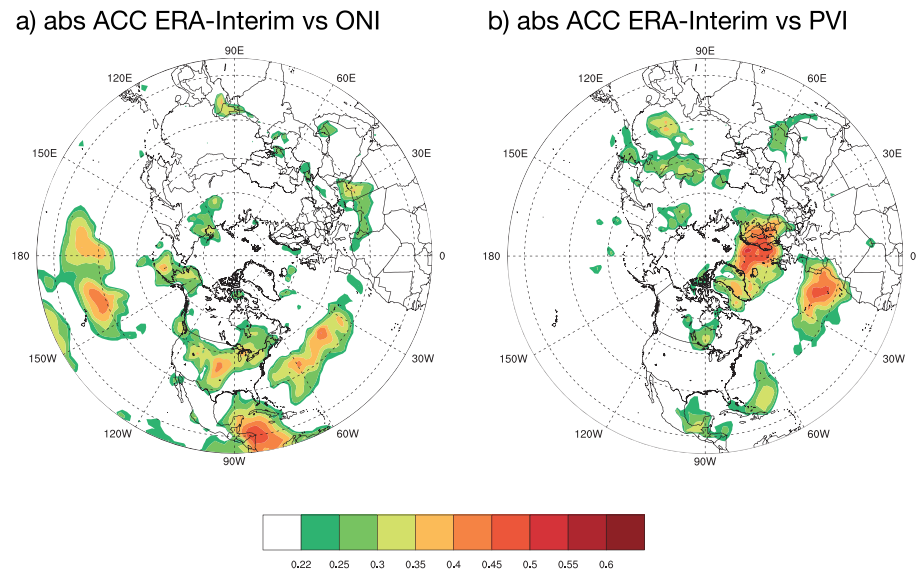 a) abs ACC ERA-Interim vs ONI
b) abs ACC ERA-Interim vs PVI
90E
120E
60E
150E
30E
180
0
150W
30W
120W
60W
90W
90E
120E
60E
150E
30E
180
0
150W
30W
120W
60W
90W
0.22 0.25 0.3 0.35 0.4 0.45 0.5 0.55 0.6